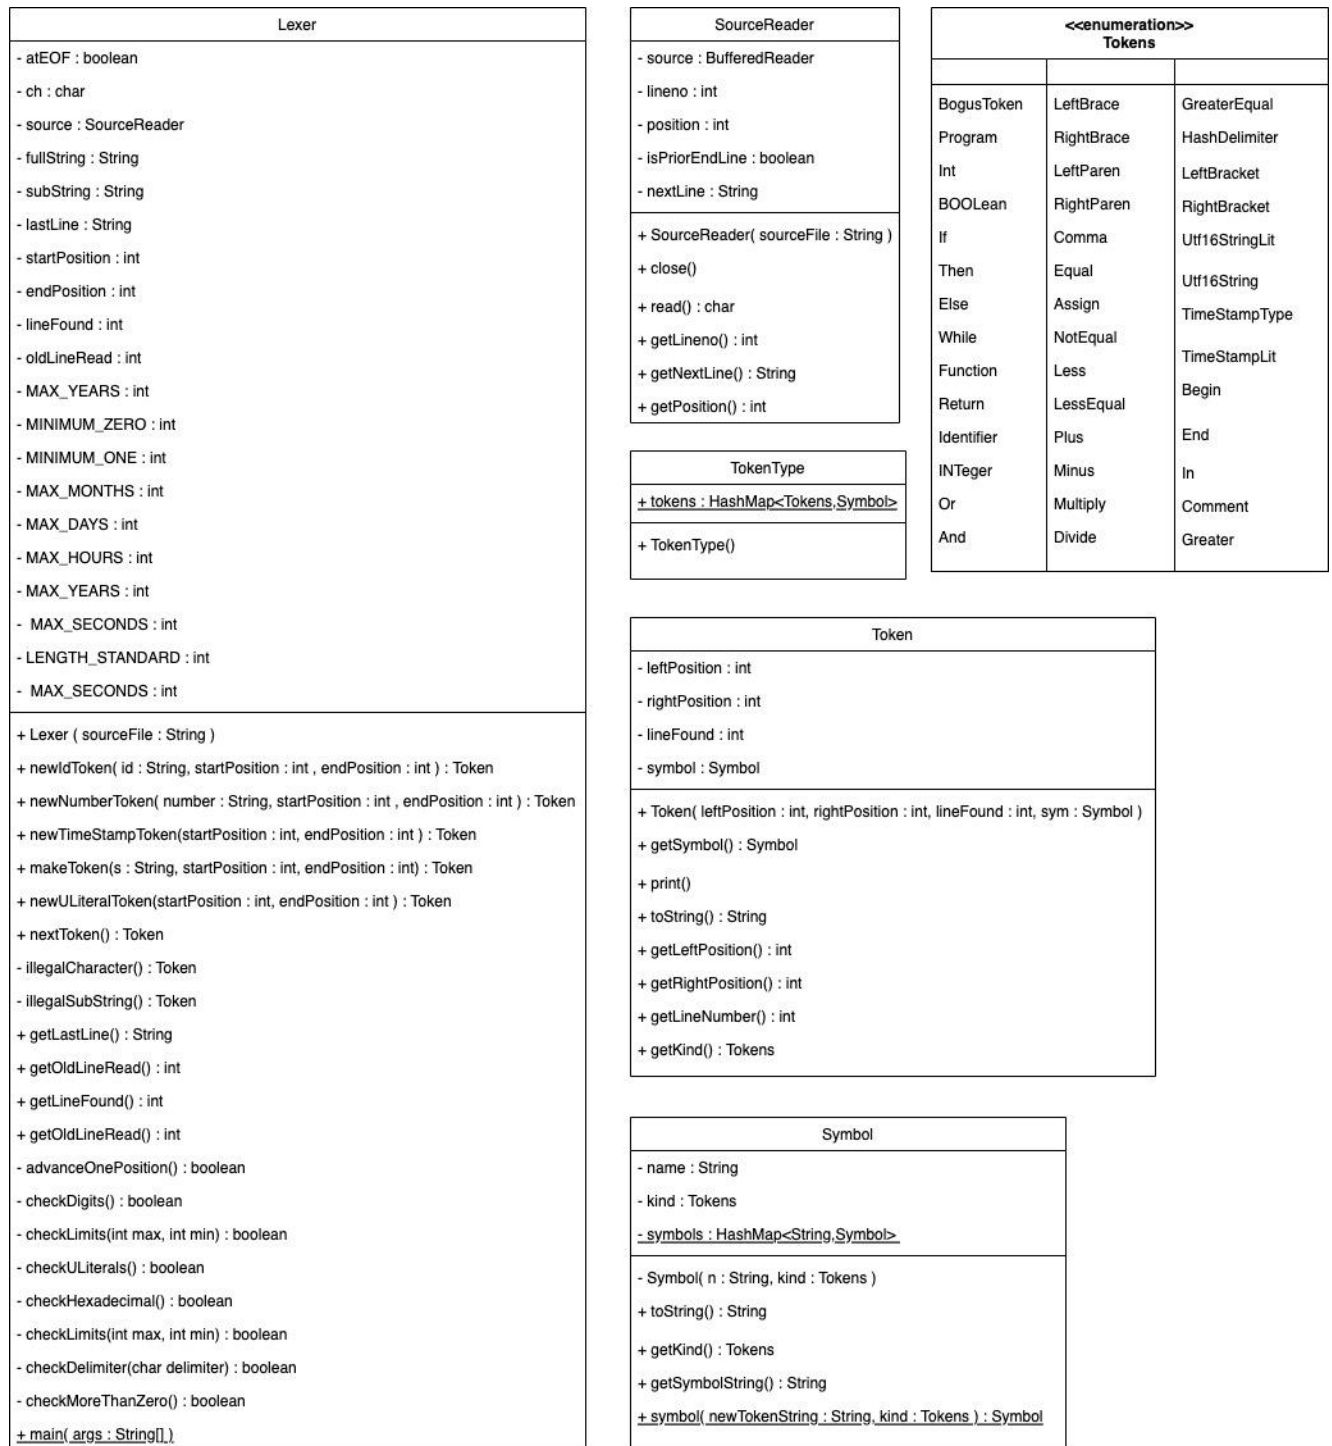 Lexer
- atEOF : boolean
- ch : char
- source : SourceReader
- fullString : String
- subString : String
- lastLine : String
- startPosition : int
- endPosition : int
- lineFound : int
- oldLineRead : int
- MAX_YEARS : int
- MINIMUM_ZERO : int
- MINIMUM_ONE : int
- MAX_MONTHS : int
- MAX_DAYS : int
- MAX_HOURS : int
- MAX_YEARS : int
- MAX_SECONDS : int
- LENGTH_STANDARD : int
- MAX_SECONDS : int
+ Lexer ( sourceFile : String )
+ newIdToken( id : String, startPosition : int , endPosition : int ) : Token
+ newNumberToken( number : String, startPosition : int , endPosition : int ) : Token
+ newTimeStampToken(startPosition : int, endPosition : int ) : Token
+ makeToken(s : String, startPosition : int, endPosition : int) : Token
+ newULiteralToken(startPosition : int, endPosition : int ) : Token
+ nextToken() : Token
- illegalCharacter() : Token
- illegalSubString() : Token
+ getLastLine() : String
+ getOldLineRead() : int
+ getLineFound() : int
+ getOldLineRead() : int
- advanceOnePosition() : boolean
- checkDigits() : boolean
- checkLimits(int max, int min) : boolean
- checkULiterals() : boolean
- checkHexadecimal() : boolean
- checkLimits(int max, int min) : boolean
- checkDelimiter(char delimiter) : boolean
- checkMoreThanZero() : boolean
+ main( args : String[] )
SourceReader
- source : BufferedReader
- lineno : int
- position : int
- isPriorEndLine : boolean
- nextLine : String
+ SourceReader( sourceFile : String )
+ close()
+ read() : char
+ getLineno() : int
+ getNextLine() : String
+ getPosition() : int
TokenType
+ tokens : HashMap<Tokens,Symbol>
+ TokenType()
<<enumeration>>
Tokens
BogusToken
Program
Int
BOOLean
If
Then
Else
While
Function
Return
Identifier
INTeger
Or
And
LeftBrace
RightBrace
LeftParen
RightParen
Comma
Equal
Assign
NotEqual
Less
LessEqual
Plus
Minus
Multiply
Divide
GreaterEqual
HashDelimiter
LeftBracket
RightBracket
Utf16StringLit
Utf16String
TimeStampType
TimeStampLit
Begin
End
In
Comment
Greater
Token
- leftPosition : int
- rightPosition : int
- lineFound : int
- symbol : Symbol
+ Token( leftPosition : int, rightPosition : int, lineFound : int, sym : Symbol )
+ getSymbol() : Symbol
+ print()
+ toString() : String
+ getLeftPosition() : int
+ getRightPosition() : int
+ getLineNumber() : int
+ getKind() : Tokens
Symbol
- name : String
- kind : Tokens
- symbols : HashMap<String,Symbol>
- Symbol( n : String, kind : Tokens )
+ toString() : String
+ getKind() : Tokens
+ getSymbolString() : String
+ symbol( newTokenString : String, kind : Tokens ) : Symbol